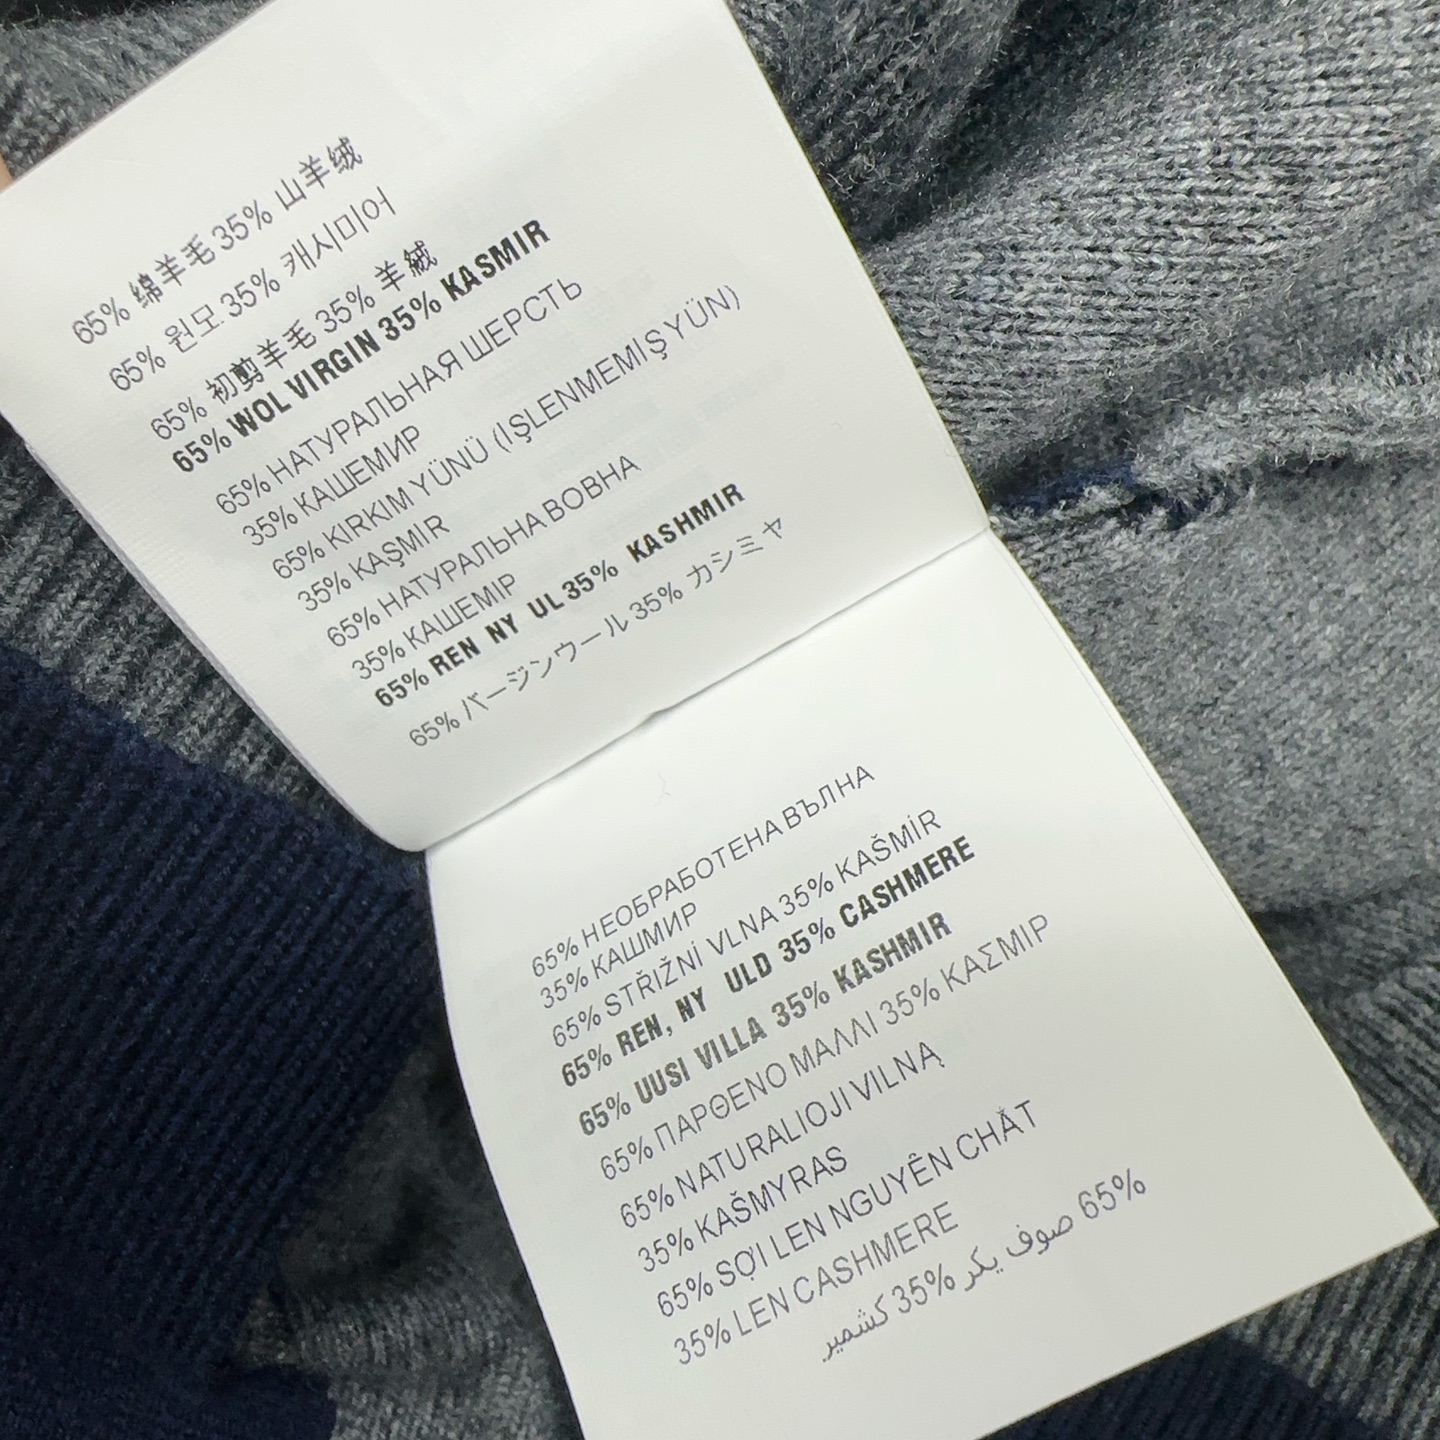 65% 绵羊毛 35% 山羊绒
65% 원모 35% 캐시미어
65% 初剪羊毛 35% 羊絨
65% WOL VIRGIN 35% KASMIR
65% НАТУРАЛЬНАЯ ШЕРСТЬ
35% КАШЕМИР
65% KIRKIM YÜNÜ (IŞLENMEMIŞ YÜN)
35% KAŞMIR
65% НАТУРАЛЬНА ВОВНА
35% КАШЕМІР
65% REN NY UL 35% KASHMIR
65% バージンウール 35% カシミヤ
65% НЕОБРАБОТЕНА ВЪЛНА
35% КАШМИР
65% STŘIŽNÍ VLNA 35% KAŠMÍR
65% REN, NY ULD 35% CASHMERE
65% UUSI VILLA 35% KASHMIR
65% ΠΑΡΘΕΝΟ ΜΑΛΛΙ 35% ΚΑΣΜΙΡ
65% NATURALIOJI VILNĄ
35% KAŠMYRAS
65% SỢI LEN NGUYÊN CHẤT
35% LEN CASHMERE
65% صوف بكر 35% كشمير